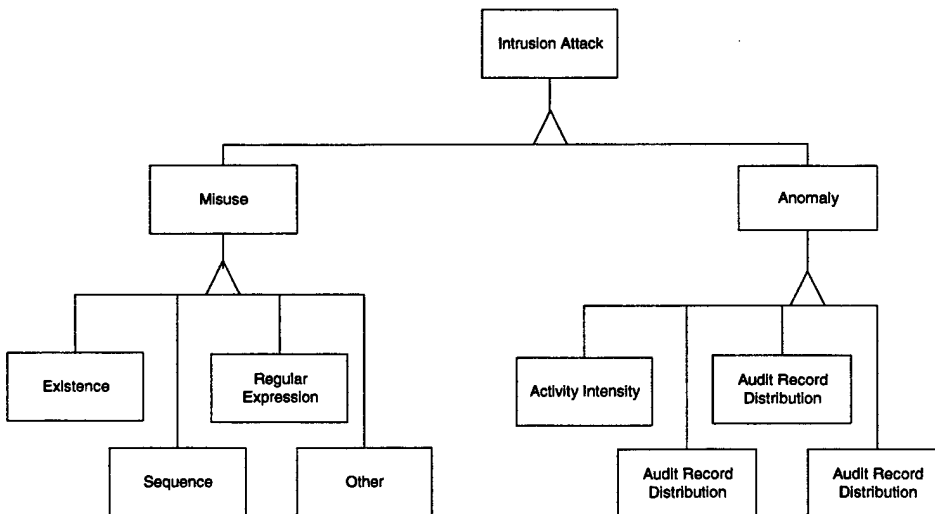 Intrusion Attack
Misuse
Anomaly
Existence
Regular
Expression
Activity Intensity
Audit Record
Distribution
Sequence
Other
Audit Record
Distribution
Audit Record
Distribution